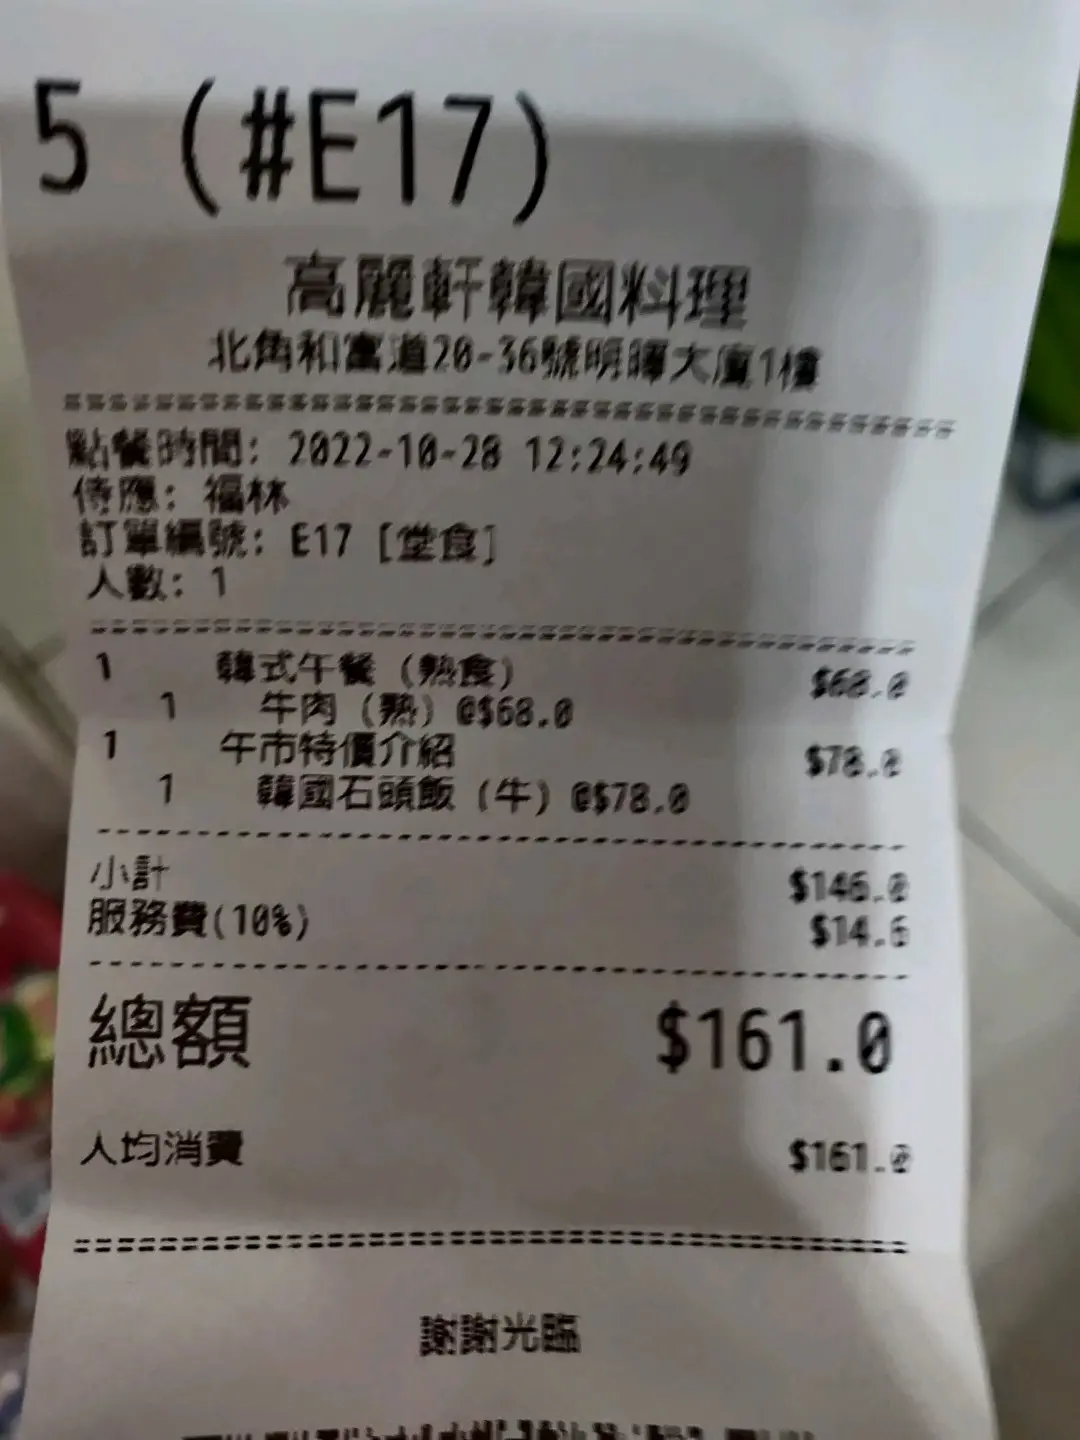 5 (#E17)
高麗軒韓國料理
北角和富道20-36號明暉大廈1樓
點餐時間: 2022-10-28 12:24:49
侍應: 福林
訂單編號: E17 [堂食]
人數: 1
1 韓式午餐 (熟食) $68.0
1 牛肉 (熟) @$68.0
1 午市特價介紹 $78.0
1 韓國石頭飯 (牛) @$78.0
小計 $146.0
服務費(10%) $14.6
總額 $161.0
人均消費 $161.0
謝謝光臨